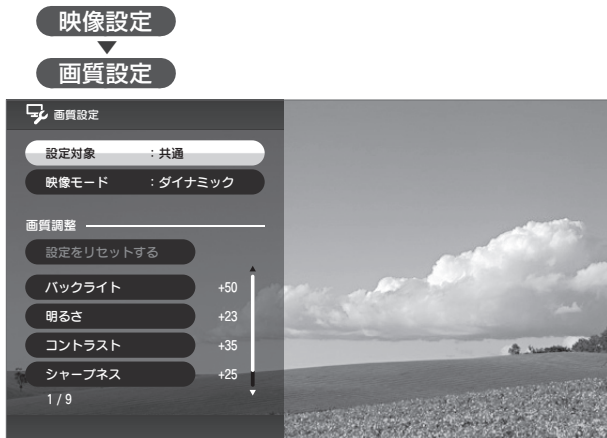 映像設定
画質設定
画質設定
設定対象 ：共通
映像モード ：ダイナミック
画質調整
設定をリセットする
バックライト +50
明るさ +23
コントラスト +35
シャープネス +25
1/9